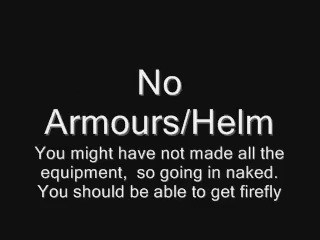 No
Armours/Helm
You might have not made all the
equipment, so going in naked.
You should be able to get firefly